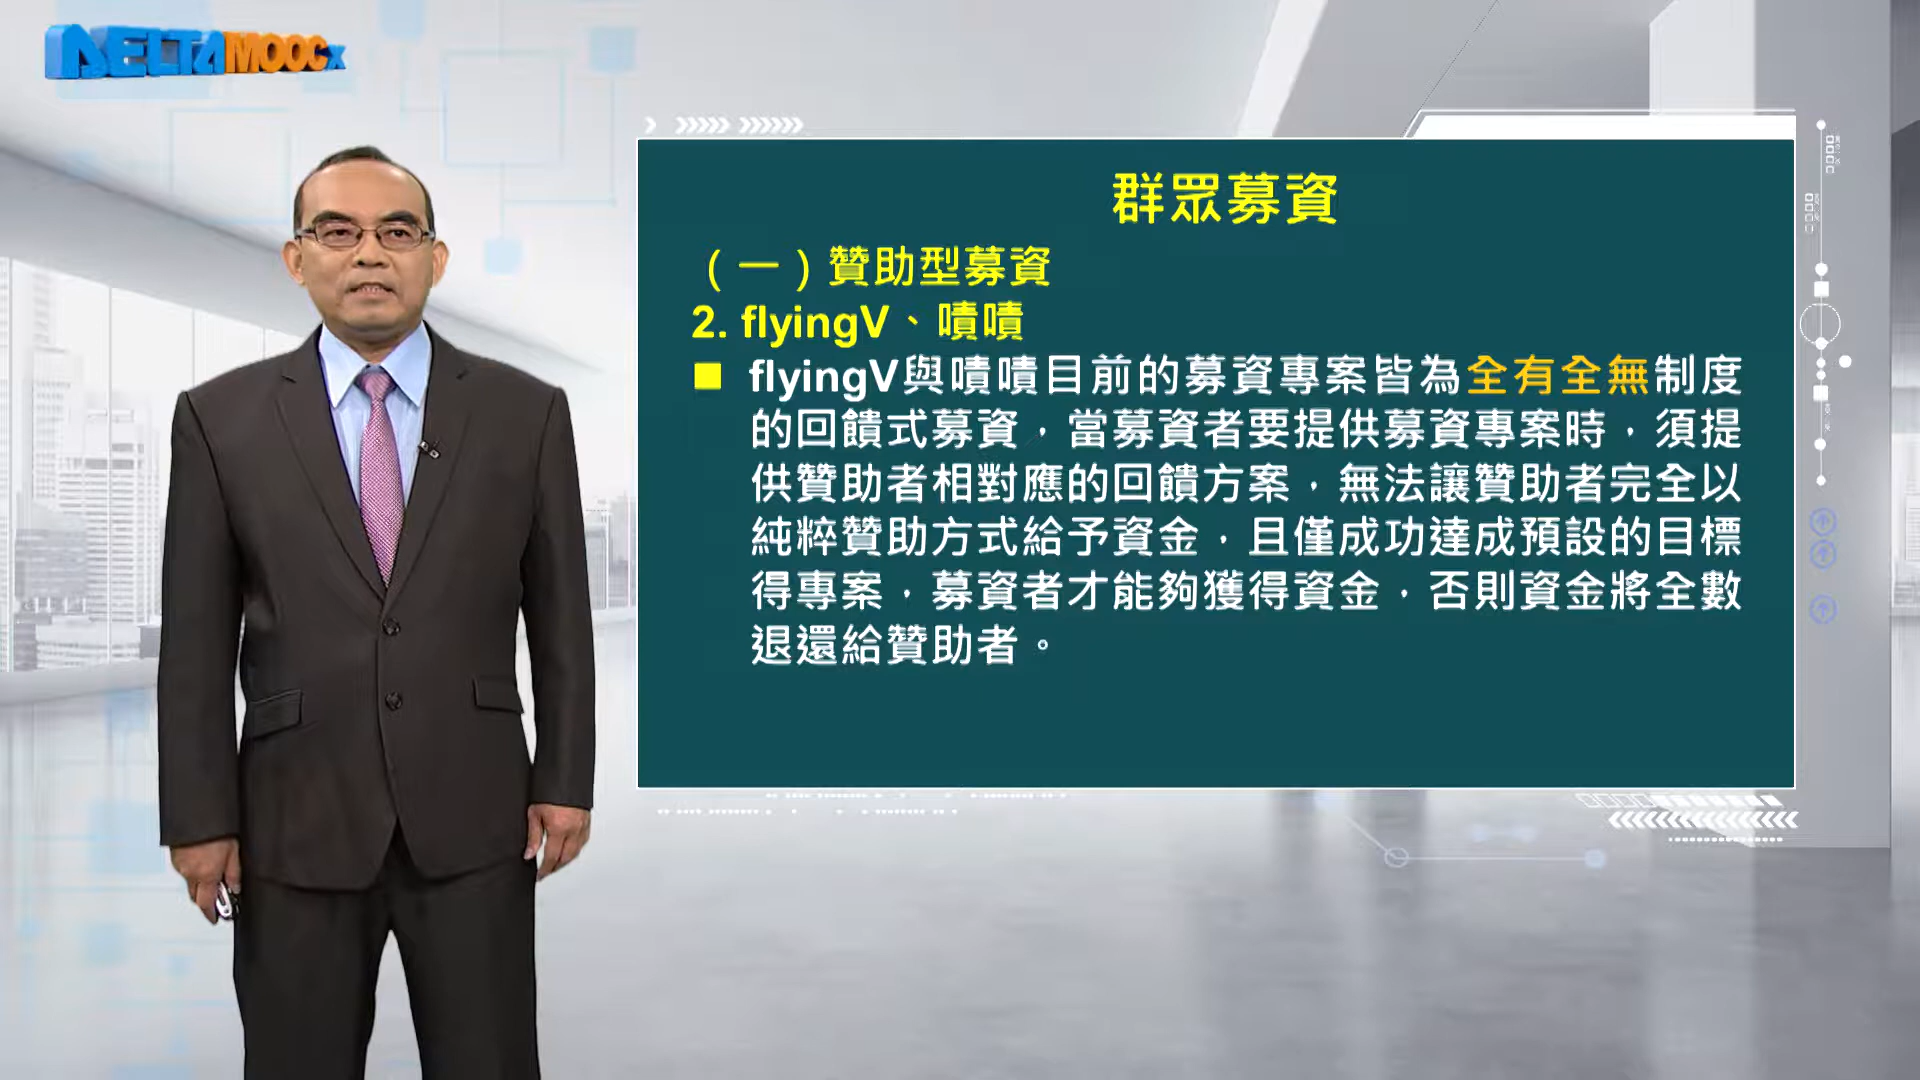 DELTAMOOCx
群眾募資
（一）贊助型募資
2. flyingV、嘖嘖
flyingV與嘖嘖目前的募資專案皆為全有全無制度
的回饋式募資，當募資者要提供募資專案時，須提
供贊助者相對應的回饋方案，無法讓贊助者完全以
純粹贊助方式給予資金，且僅成功達成預設的目標
得專案，募資者才能夠獲得資金，否則資金將全數
退還給贊助者。